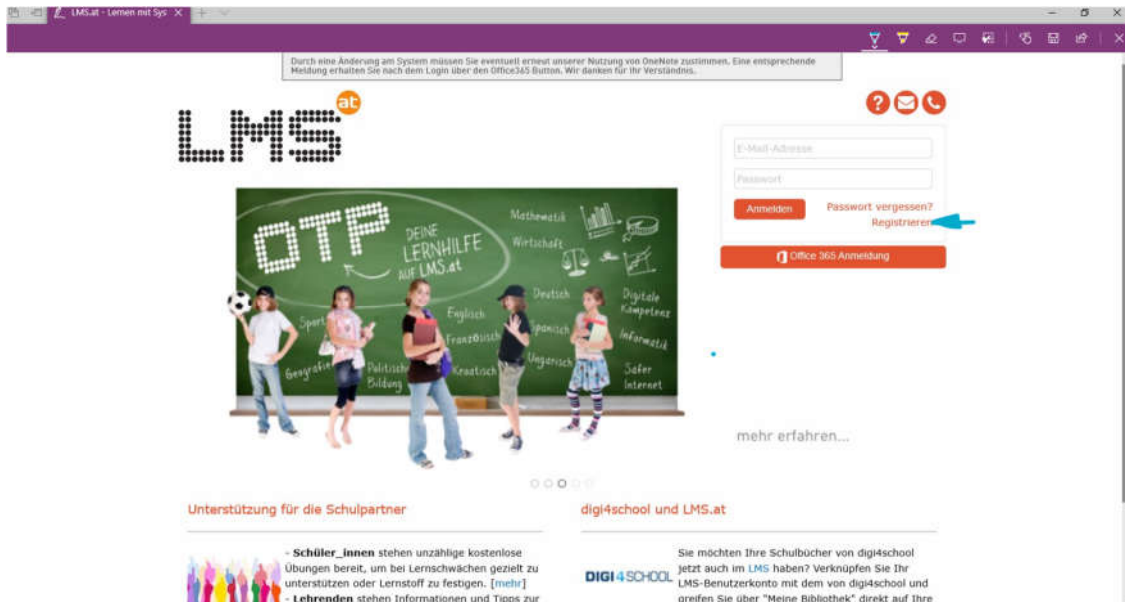 LMS.at - Lernen mit Sys
Durch eine Änderung am System müssen Sie eventuell erneut unserer Nutzung von OneNote zustimmen. Eine entsprechende
Meldung erhalten Sie nach dem Login über den Office365 Button. Wir danken für Ihr Verständnis.
LMS at
E-Mail-Adresse
Passwort
Anmelden
Passwort vergessen?
Registrieren
Office 365 Anmeldung
OTP
DEINE
LERNHILFE
AUF LMS.at
Mathematik
Wirtschaft
Deutsch
Digitale
Kompetenz
Sport
Englisch
Französisch
Spanisch
Informatik
Geografie
Politische
Bildung
Kroatisch
Ungarisch
Safer
Internet
mehr erfahren...
Unterstützung für die Schulpartner
- Schüler_innen stehen unzählige kostenlose
Übungen bereit, um bei Lernschwächen gezielt zu
unterstützen oder Lernstoff zu festigen. [mehr]
- Lehrenden stehen Informationen und Tipps zur
digi4school und LMS.at
DIGI4SCHOOL
Sie möchten Ihre Schulbücher von digi4school
jetzt auch im LMS haben? Verknüpfen Sie Ihr
LMS-Benutzerkonto mit dem von digi4school und
greifen Sie über "Meine Bibliothek" direkt auf Ihre